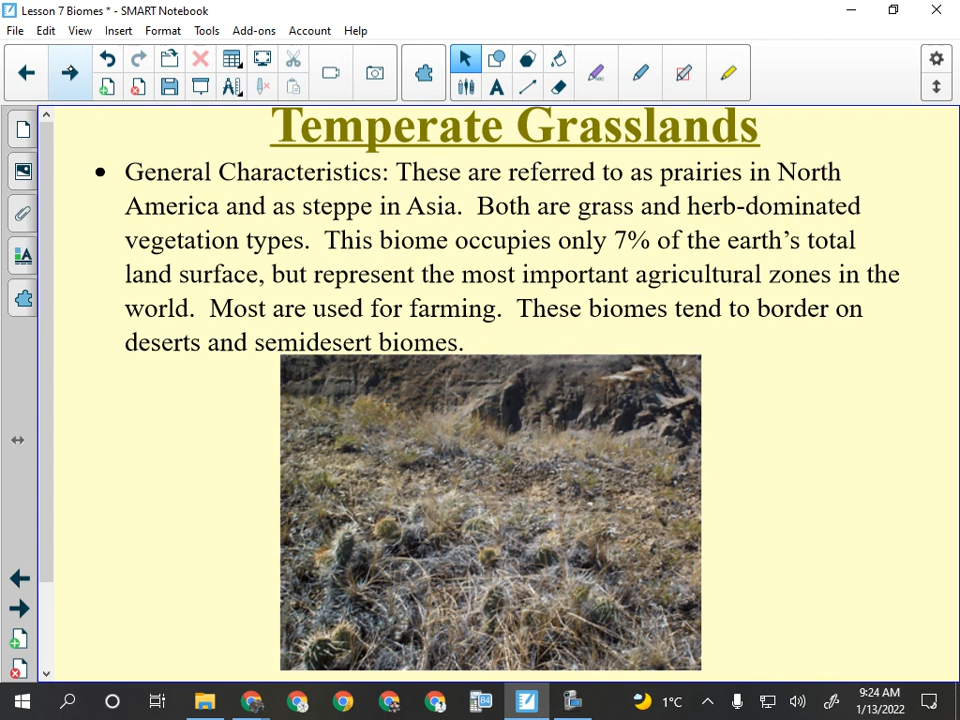 Lesson 7 Biomes * - SMART Notebook
File Edit View Insert Format Tools Add-ons Account Help
Temperate Grasslands
• General Characteristics: These are referred to as prairies in North
America and as steppe in Asia.  Both are grass and herb-dominated
vegetation types.  This biome occupies only 7% of the earth’s total
land surface, but represent the most important agricultural zones in the
world.  Most are used for farming.  These biomes tend to border on
deserts and semidesert biomes.
1°C
9:24 AM
1/13/2022